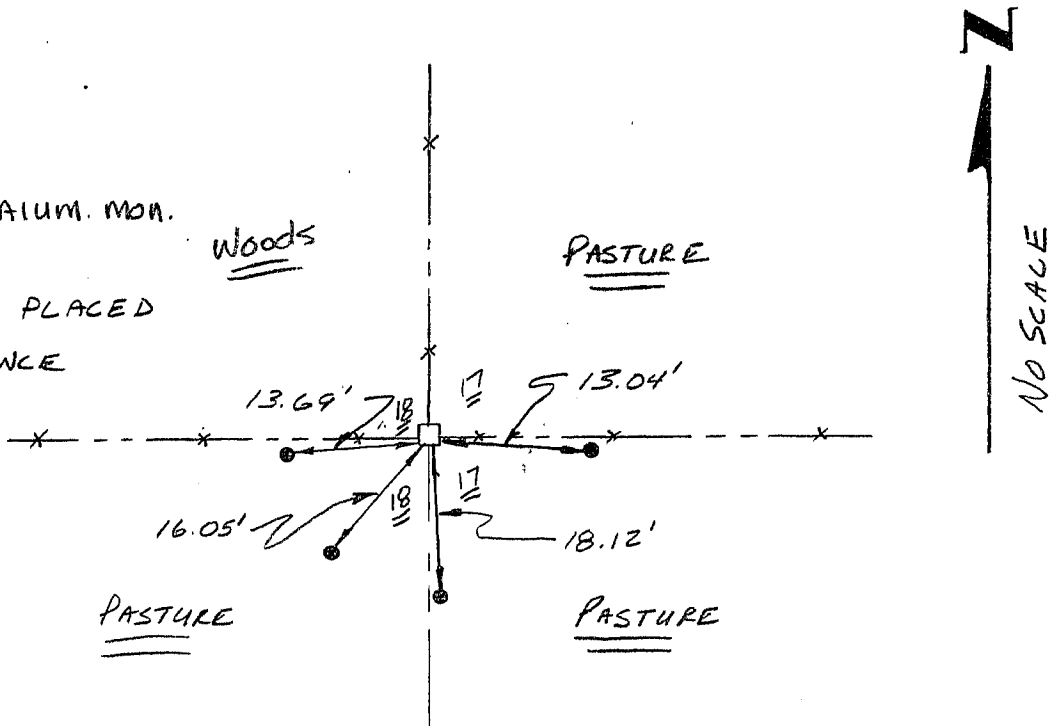 N
ALUM. MON.
Woods
PASTURE
PLACED
NO SCALE
13.69'
18
17
13.04'
16.05'
18
17
18.12'
PASTURE
PASTURE